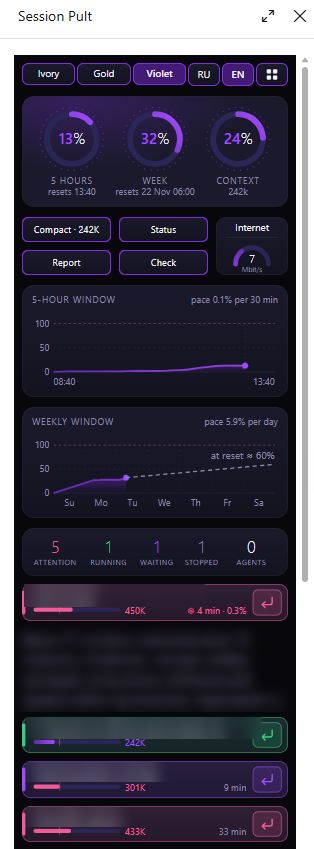 Session Pult
Ivory Gold Violet RU EN
13% 32% 24%
5 HOURS WEEK CONTEXT
resets 13:40 resets 22 Nov 06:00 242k
Compact · 242K Status Internet
7
Mbit/s
Report Check
5-HOUR WINDOW pace 0.1% per 30 min
100
50
0
08:40 13:40
WEEKLY WINDOW pace 5.9% per day
100
at reset ≈ 60%
50
0
Su Mo Tu We Th Fr Sa
5 1 1 1 0
ATTENTION RUNNING WAITING STOPPED AGENTS
450K 4 min · 0.3%
242K
301K 9 min
433K 33 min